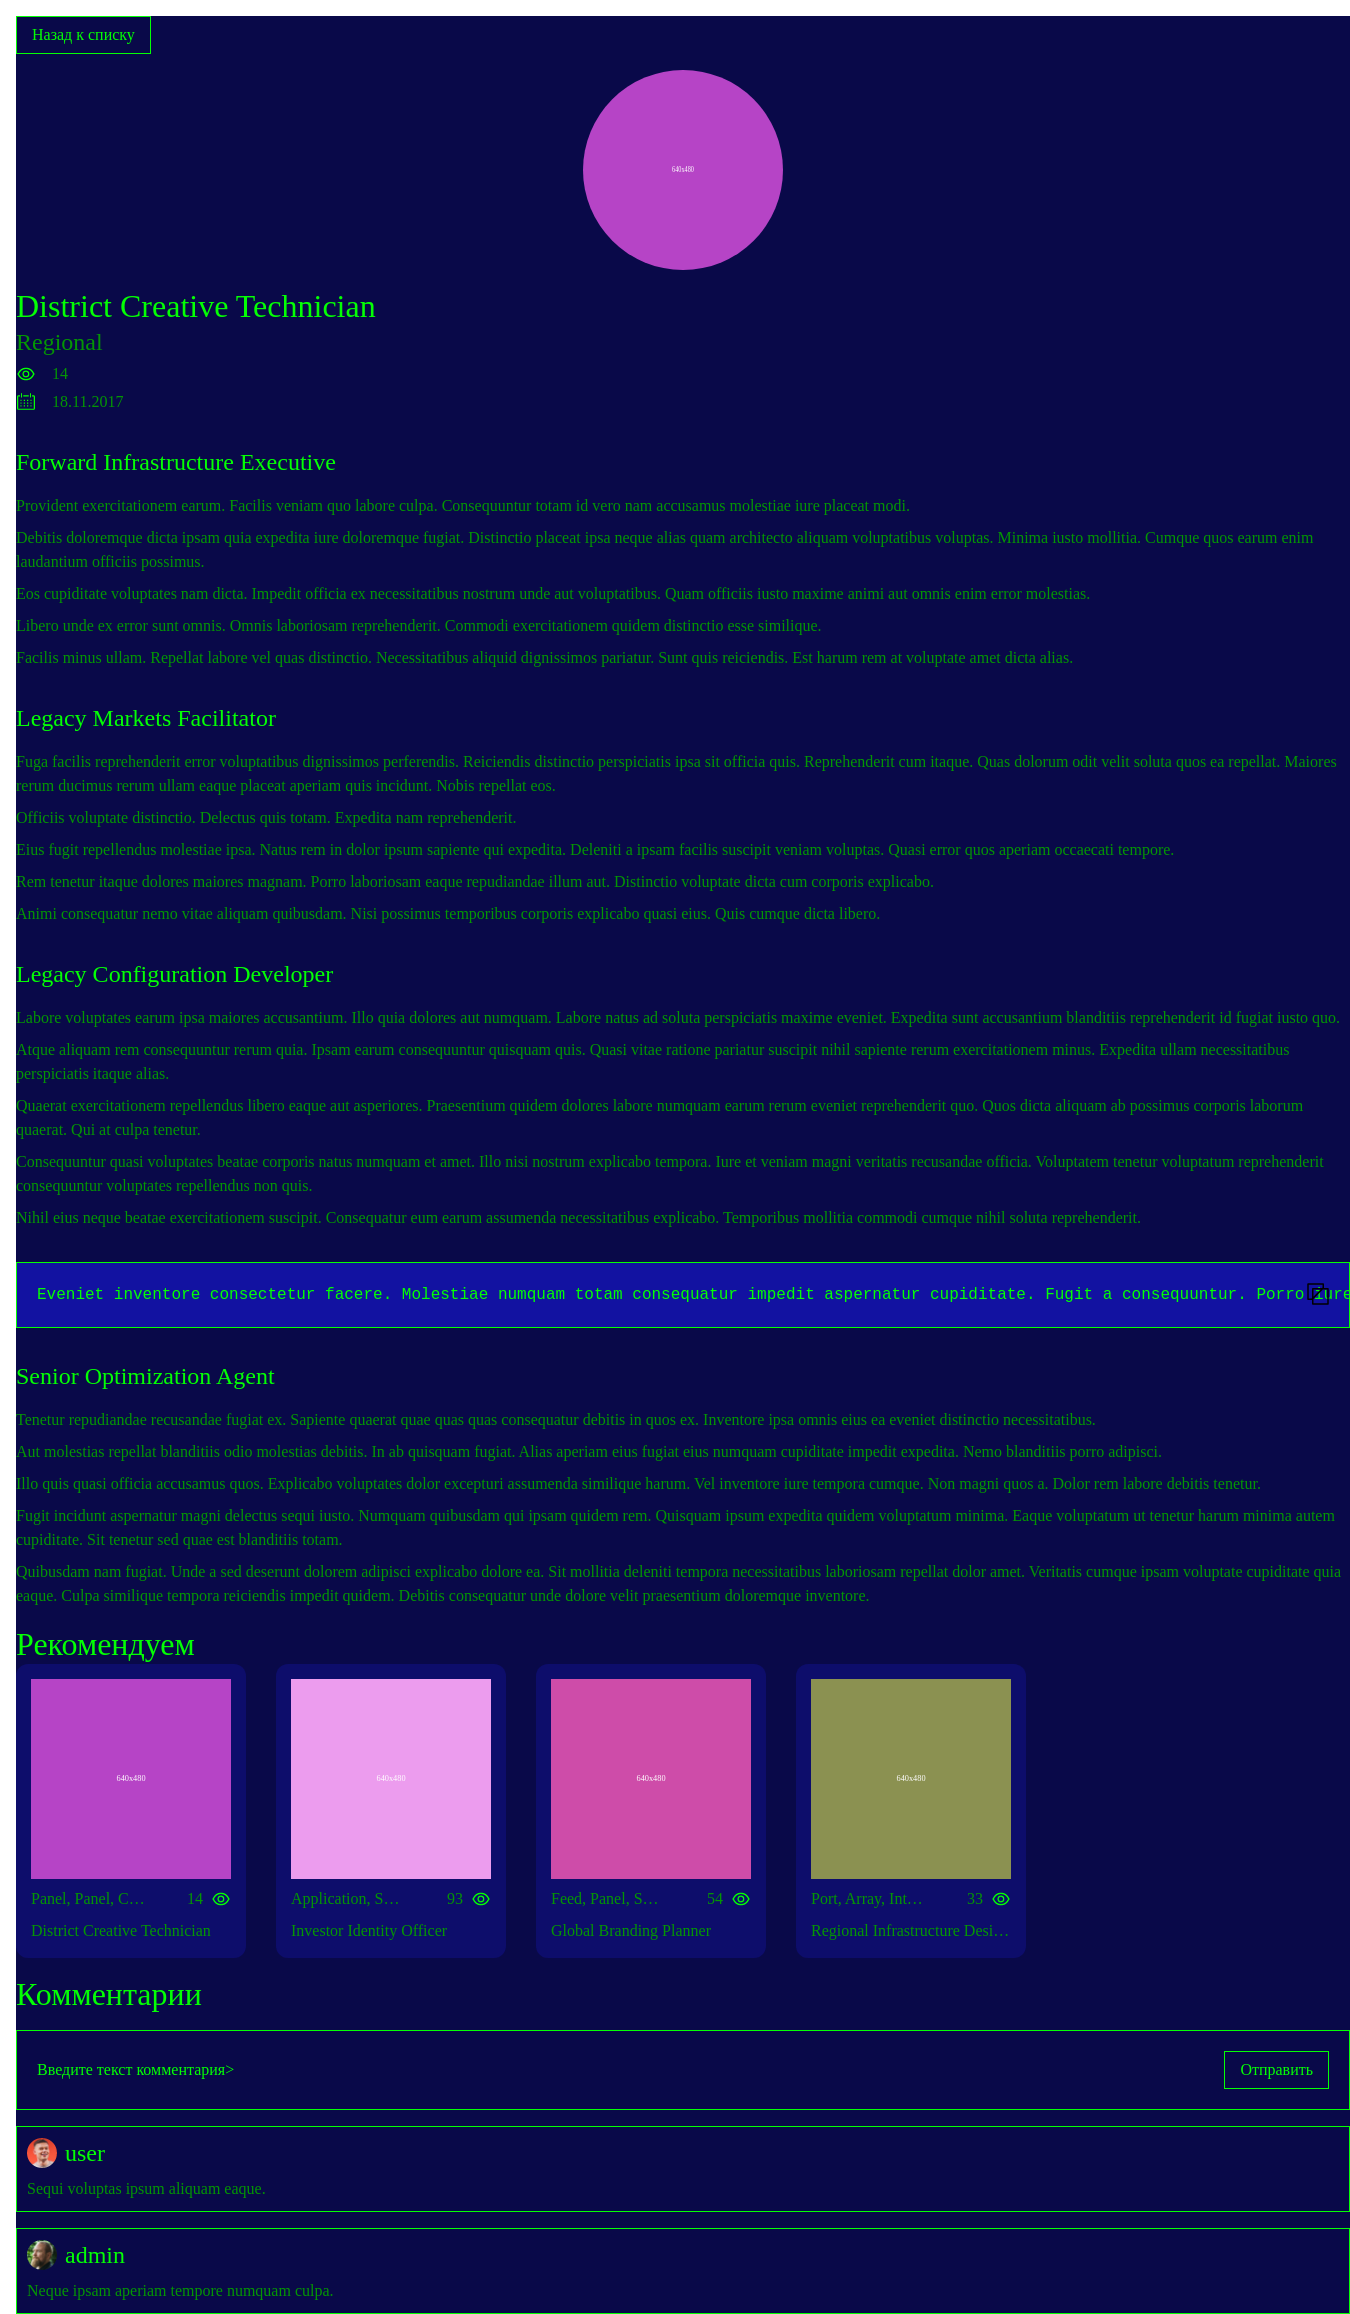 Назад к списку
640x480
District Creative Technician
Regional
14
18.11.2017
Forward Infrastructure Executive
Provident exercitationem earum. Facilis veniam quo labore culpa. Consequuntur totam id vero nam accusamus molestiae iure placeat modi.
Debitis doloremque dicta ipsam quia expedita iure doloremque fugiat. Distinctio placeat ipsa neque alias quam architecto aliquam voluptatibus voluptas. Minima iusto mollitia. Cumque quos earum enim
laudantium officiis possimus.
Eos cupiditate voluptates nam dicta. Impedit officia ex necessitatibus nostrum unde aut voluptatibus. Quam officiis iusto maxime animi aut omnis enim error molestias.
Libero unde ex error sunt omnis. Omnis laboriosam reprehenderit. Commodi exercitationem quidem distinctio esse similique.
Facilis minus ullam. Repellat labore vel quas distinctio. Necessitatibus aliquid dignissimos pariatur. Sunt quis reiciendis. Est harum rem at voluptate amet dicta alias.
Legacy Markets Facilitator
Fuga facilis reprehenderit error voluptatibus dignissimos perferendis. Reiciendis distinctio perspiciatis ipsa sit officia quis. Reprehenderit cum itaque. Quas dolorum odit velit soluta quos ea repellat. Maiores
rerum ducimus rerum ullam eaque placeat aperiam quis incidunt. Nobis repellat eos.
Officiis voluptate distinctio. Delectus quis totam. Expedita nam reprehenderit.
Eius fugit repellendus molestiae ipsa. Natus rem in dolor ipsum sapiente qui expedita. Deleniti a ipsam facilis suscipit veniam voluptas. Quasi error quos aperiam occaecati tempore.
Rem tenetur itaque dolores maiores magnam. Porro laboriosam eaque repudiandae illum aut. Distinctio voluptate dicta cum corporis explicabo.
Animi consequatur nemo vitae aliquam quibusdam. Nisi possimus temporibus corporis explicabo quasi eius. Quis cumque dicta libero.
Legacy Configuration Developer
Labore voluptates earum ipsa maiores accusantium. Illo quia dolores aut numquam. Labore natus ad soluta perspiciatis maxime eveniet. Expedita sunt accusantium blanditiis reprehenderit id fugiat iusto quo.
Atque aliquam rem consequuntur rerum quia. Ipsam earum consequuntur quisquam quis. Quasi vitae ratione pariatur suscipit nihil sapiente rerum exercitationem minus. Expedita ullam necessitatibus
perspiciatis itaque alias.
Quaerat exercitationem repellendus libero eaque aut asperiores. Praesentium quidem dolores labore numquam earum rerum eveniet reprehenderit quo. Quos dicta aliquam ab possimus corporis laborum
quaerat. Qui at culpa tenetur.
Consequuntur quasi voluptates beatae corporis natus numquam et amet. Illo nisi nostrum explicabo tempora. Iure et veniam magni veritatis recusandae officia. Voluptatem tenetur voluptatum reprehenderit
consequuntur voluptates repellendus non quis.
Nihil eius neque beatae exercitationem suscipit. Consequatur eum earum assumenda necessitatibus explicabo. Temporibus mollitia commodi cumque nihil soluta reprehenderit.
Eveniet inventore consectetur facere. Molestiae numquam totam consequatur impedit aspernatur cupiditate. Fugit a consequuntur. Porro
Senior Optimization Agent
Tenetur repudiandae recusandae fugiat ex. Sapiente quaerat quae quas quas consequatur debitis in quos ex. Inventore ipsa omnis eius ea eveniet distinctio necessitatibus.
Aut molestias repellat blanditiis odio molestias debitis. In ab quisquam fugiat. Alias aperiam eius fugiat eius numquam cupiditate impedit expedita. Nemo blanditiis porro adipisci.
Illo quis quasi officia accusamus quos. Explicabo voluptates dolor excepturi assumenda similique harum. Vel inventore iure tempora cumque. Non magni quos a. Dolor rem labore debitis tenetur.
Fugit incidunt aspernatur magni delectus sequi iusto. Numquam quibusdam qui ipsam quidem rem. Quisquam ipsum expedita quidem voluptatum minima. Eaque voluptatum ut tenetur harum minima autem
cupiditate. Sit tenetur sed quae est blanditiis totam.
Quibusdam nam fugiat. Unde a sed deserunt dolorem adipisci explicabo dolore ea. Sit mollitia deleniti tempora necessitatibus laboriosam repellat dolor amet. Veritatis cumque ipsam voluptate cupiditate quia
eaque. Culpa similique tempora reiciendis impedit quidem. Debitis consequatur unde dolore velit praesentium doloremque inventore.
Рекомендуем
640x480
Panel, Panel, C… 14
District Creative Technician
640x480
Application, S… 93
Investor Identity Officer
640x480
Feed, Panel, S… 54
Global Branding Planner
640x480
Port, Array, Int… 33
Regional Infrastructure Desi…
Комментарии
Введите текст комментария>
Отправить
user
Sequi voluptas ipsum aliquam eaque.
admin
Neque ipsam aperiam tempore numquam culpa.